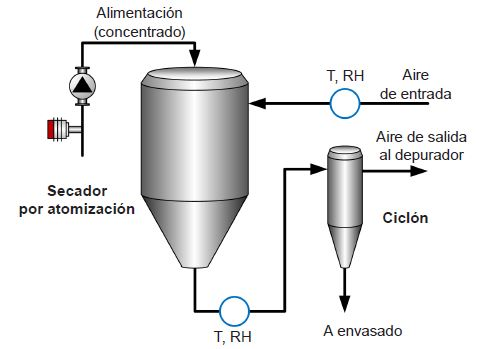 Alimentación
(concentrado)
T, RH
Aire
de entrada
Aire de salida
al depurador
Secador
por atomización
Ciclón
T, RH
A envasado